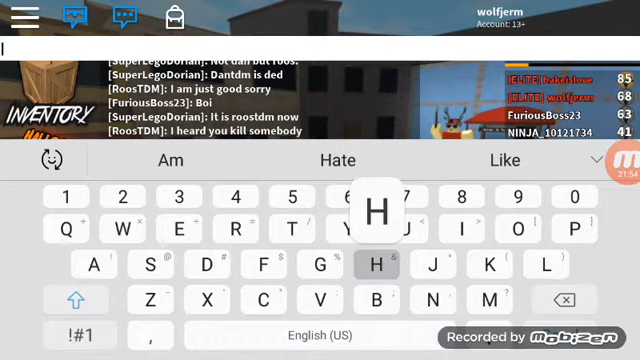 wolfjerm
Account: 13+
[SuperLegoDorian]: Not dan but roos.
[SuperLegoDorian]: Dantdm is ded
[RoosTDM]: I am just good sorry
[FuriousBoss23]: Boi
[SuperLegoDorian]: It is roostdm now
[RoosTDM]: I heard you kill somebody
INVENTORY
[ELITE] bakeislove 85
[ELITE] wolfjerm 68
FuriousBoss23 63
NINJA_10121734 41
Am Hate Like
21:54
1 2 3 4 5 6 7 8 9 0
H
Q + W × E ÷ R = T / Y U < I > O [ P ]
A ! S @ D # F $ G % H & J * K ( L )
Z X C V B N M
!#1 , English (US)
Recorded by MOBIZEN